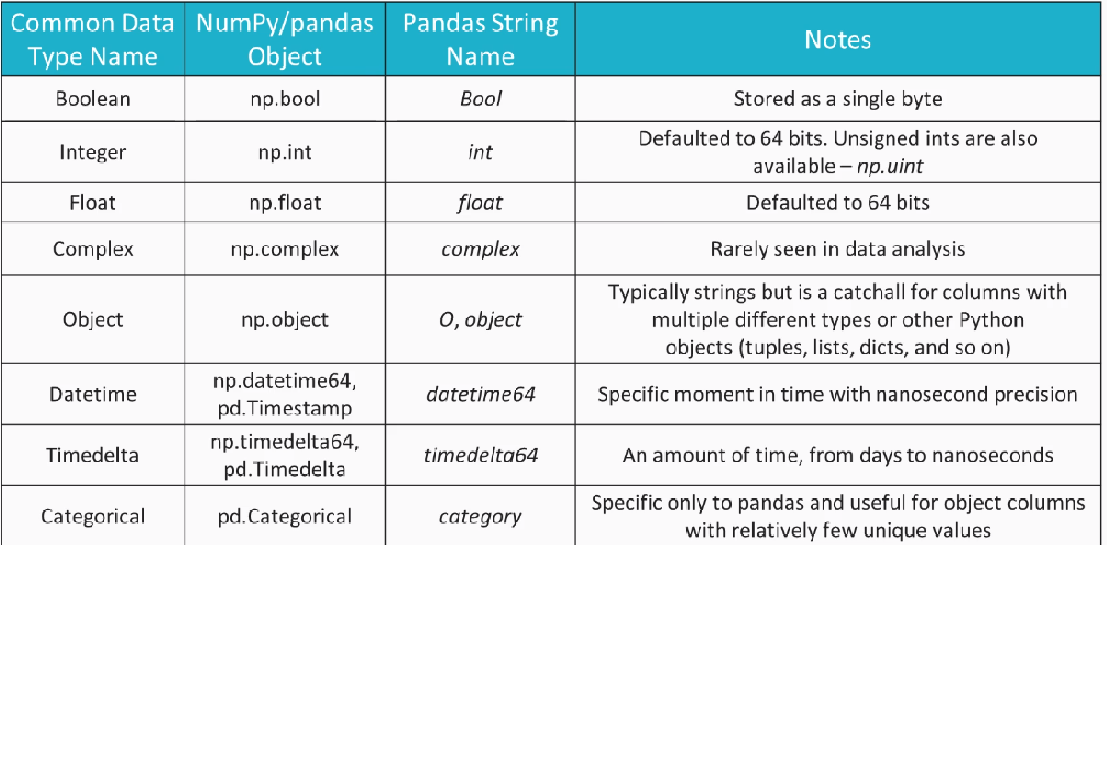 Common Data
Type Name
NumPy/pandas
Object
Pandas String
Name
Notes
Boolean
np.bool
Bool
Stored as a single byte
Integer
np.int
int
Defaulted to 64 bits. Unsigned ints are also
available – np.uint
Float
np.float
float
Defaulted to 64 bits
Complex
np.complex
complex
Rarely seen in data analysis
Object
np.object
O, object
Typically strings but is a catchall for columns with
multiple different types or other Python
objects (tuples, lists, dicts, and so on)
Datetime
np.datetime64,
pd.Timestamp
datetime64
Specific moment in time with nanosecond precision
Timedelta
np.timedelta64,
pd.Timedelta
timedelta64
An amount of time, from days to nanoseconds
Categorical
pd.Categorical
category
Specific only to pandas and useful for object columns
with relatively few unique values